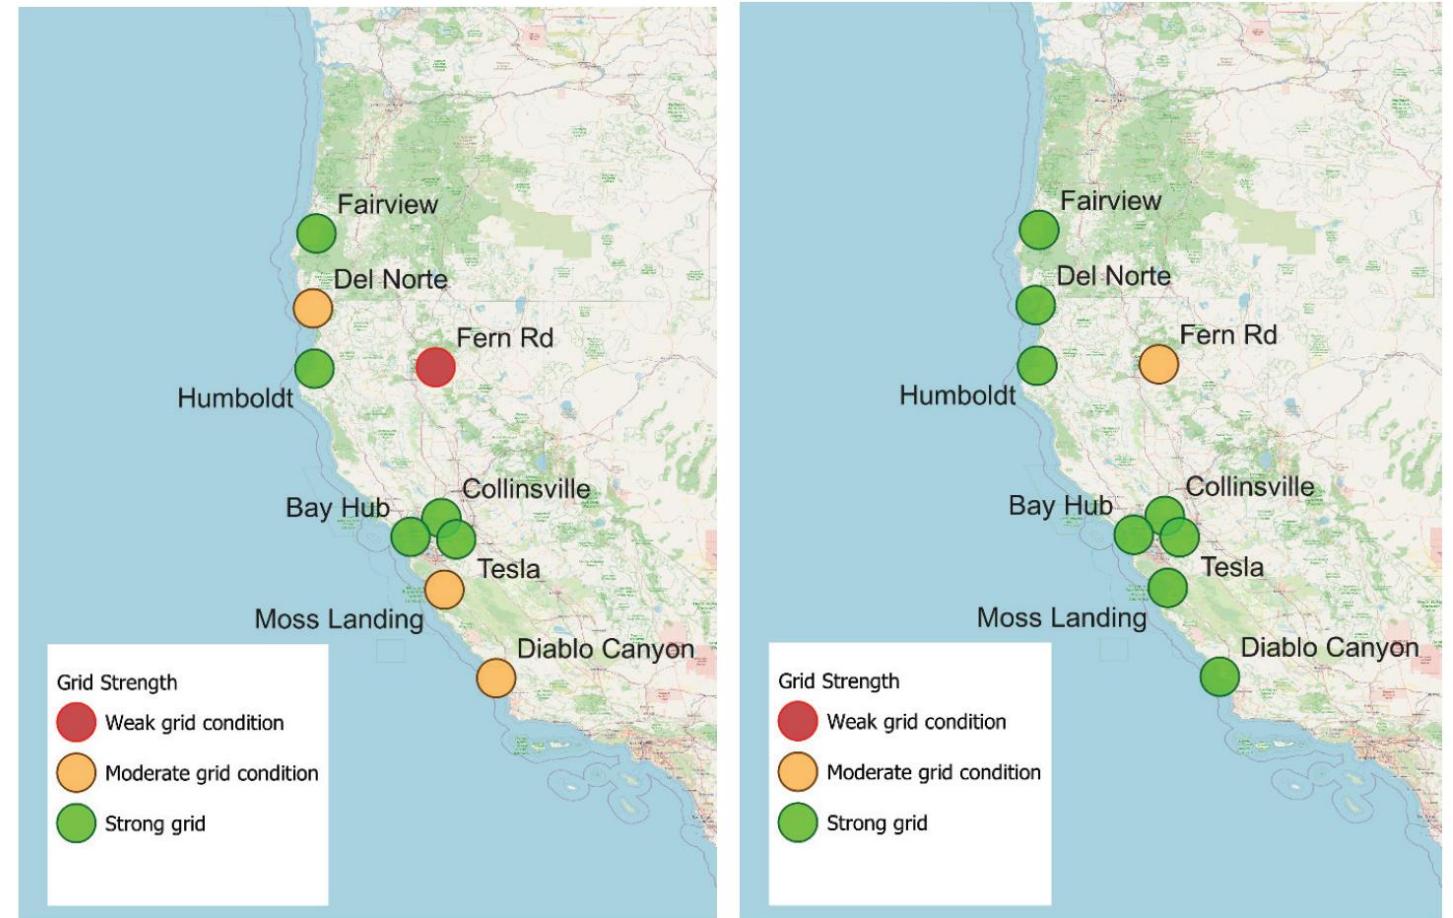 Fairview
Del Norte
Fern Rd
Humboldt
Collinsville
Bay Hub
Tesla
Moss Landing
Diablo Canyon
Grid Strength
Weak grid condition
Moderate grid condition
Strong grid
Fairview
Del Norte
Fern Rd
Humboldt
Collinsville
Bay Hub
Tesla
Moss Landing
Diablo Canyon
Grid Strength
Weak grid condition
Moderate grid condition
Strong grid